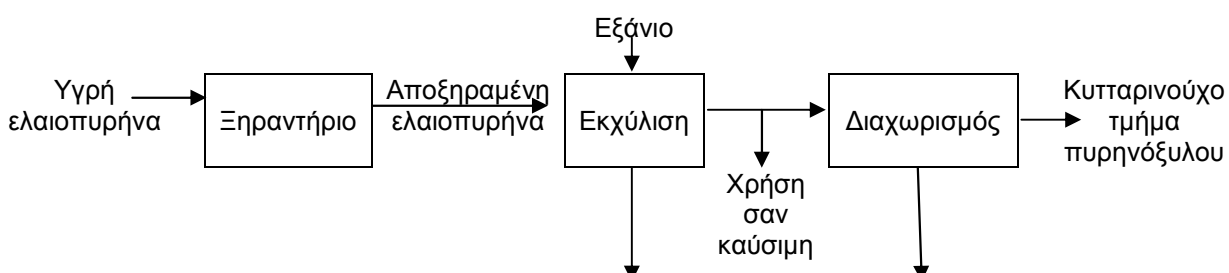 Εξάνιο
Υγρή
ελαιοπυρήνα
Ξηραντήριο
Αποξηραμένη
ελαιοπυρήνα
Εκχύλιση
Χρήση
σαν
καύσιμη
Διαχωρισμός
Κυτταρινούχο
τμήμα
πυρηνόξυλου